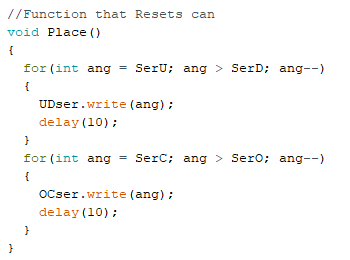 //Function that Resets can
void Place()
{
  for(int ang = SerU; ang > SerD; ang--)
  {
    UDser.write(ang);
    delay(10);
  }
  for(int ang = SerC; ang > SerO; ang--)
  {
    OCser.write(ang);
    delay(10);
  }
}